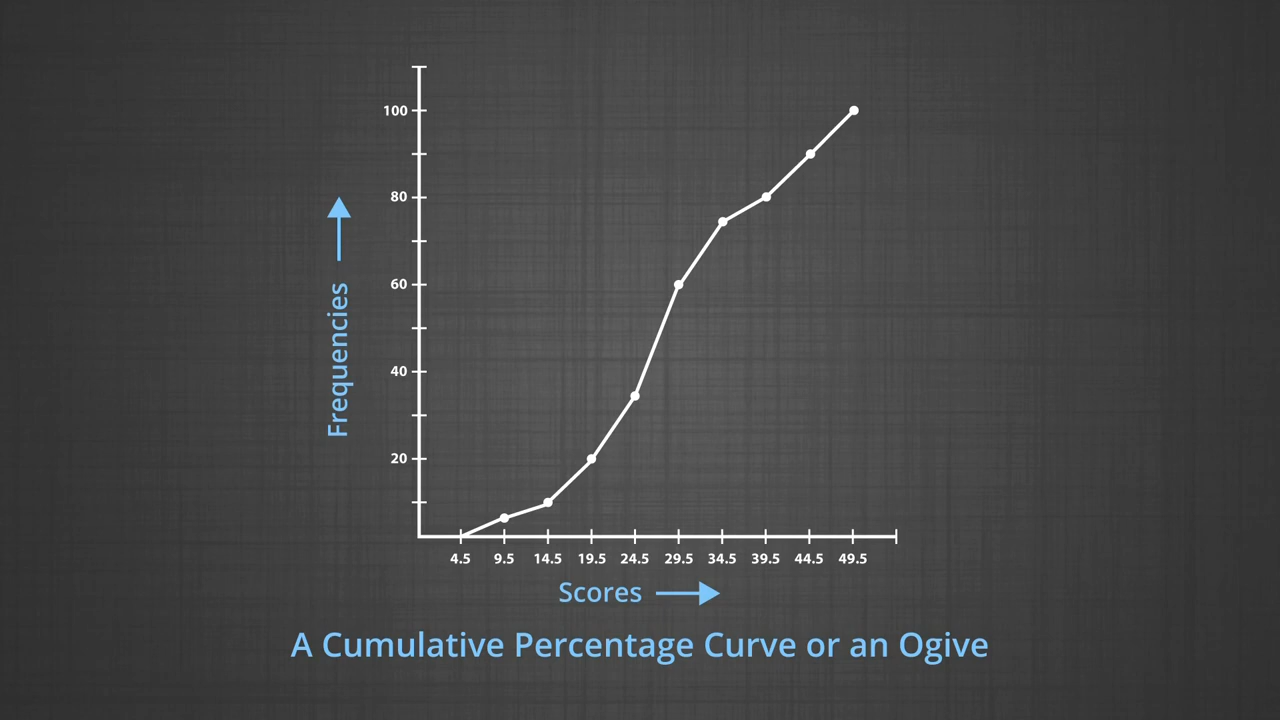 100
80
60
40
20
Frequencies
4.5 9.5 14.5 19.5 24.5 29.5 34.5 39.5 44.5 49.5
Scores
A Cumulative Percentage Curve or an Ogive